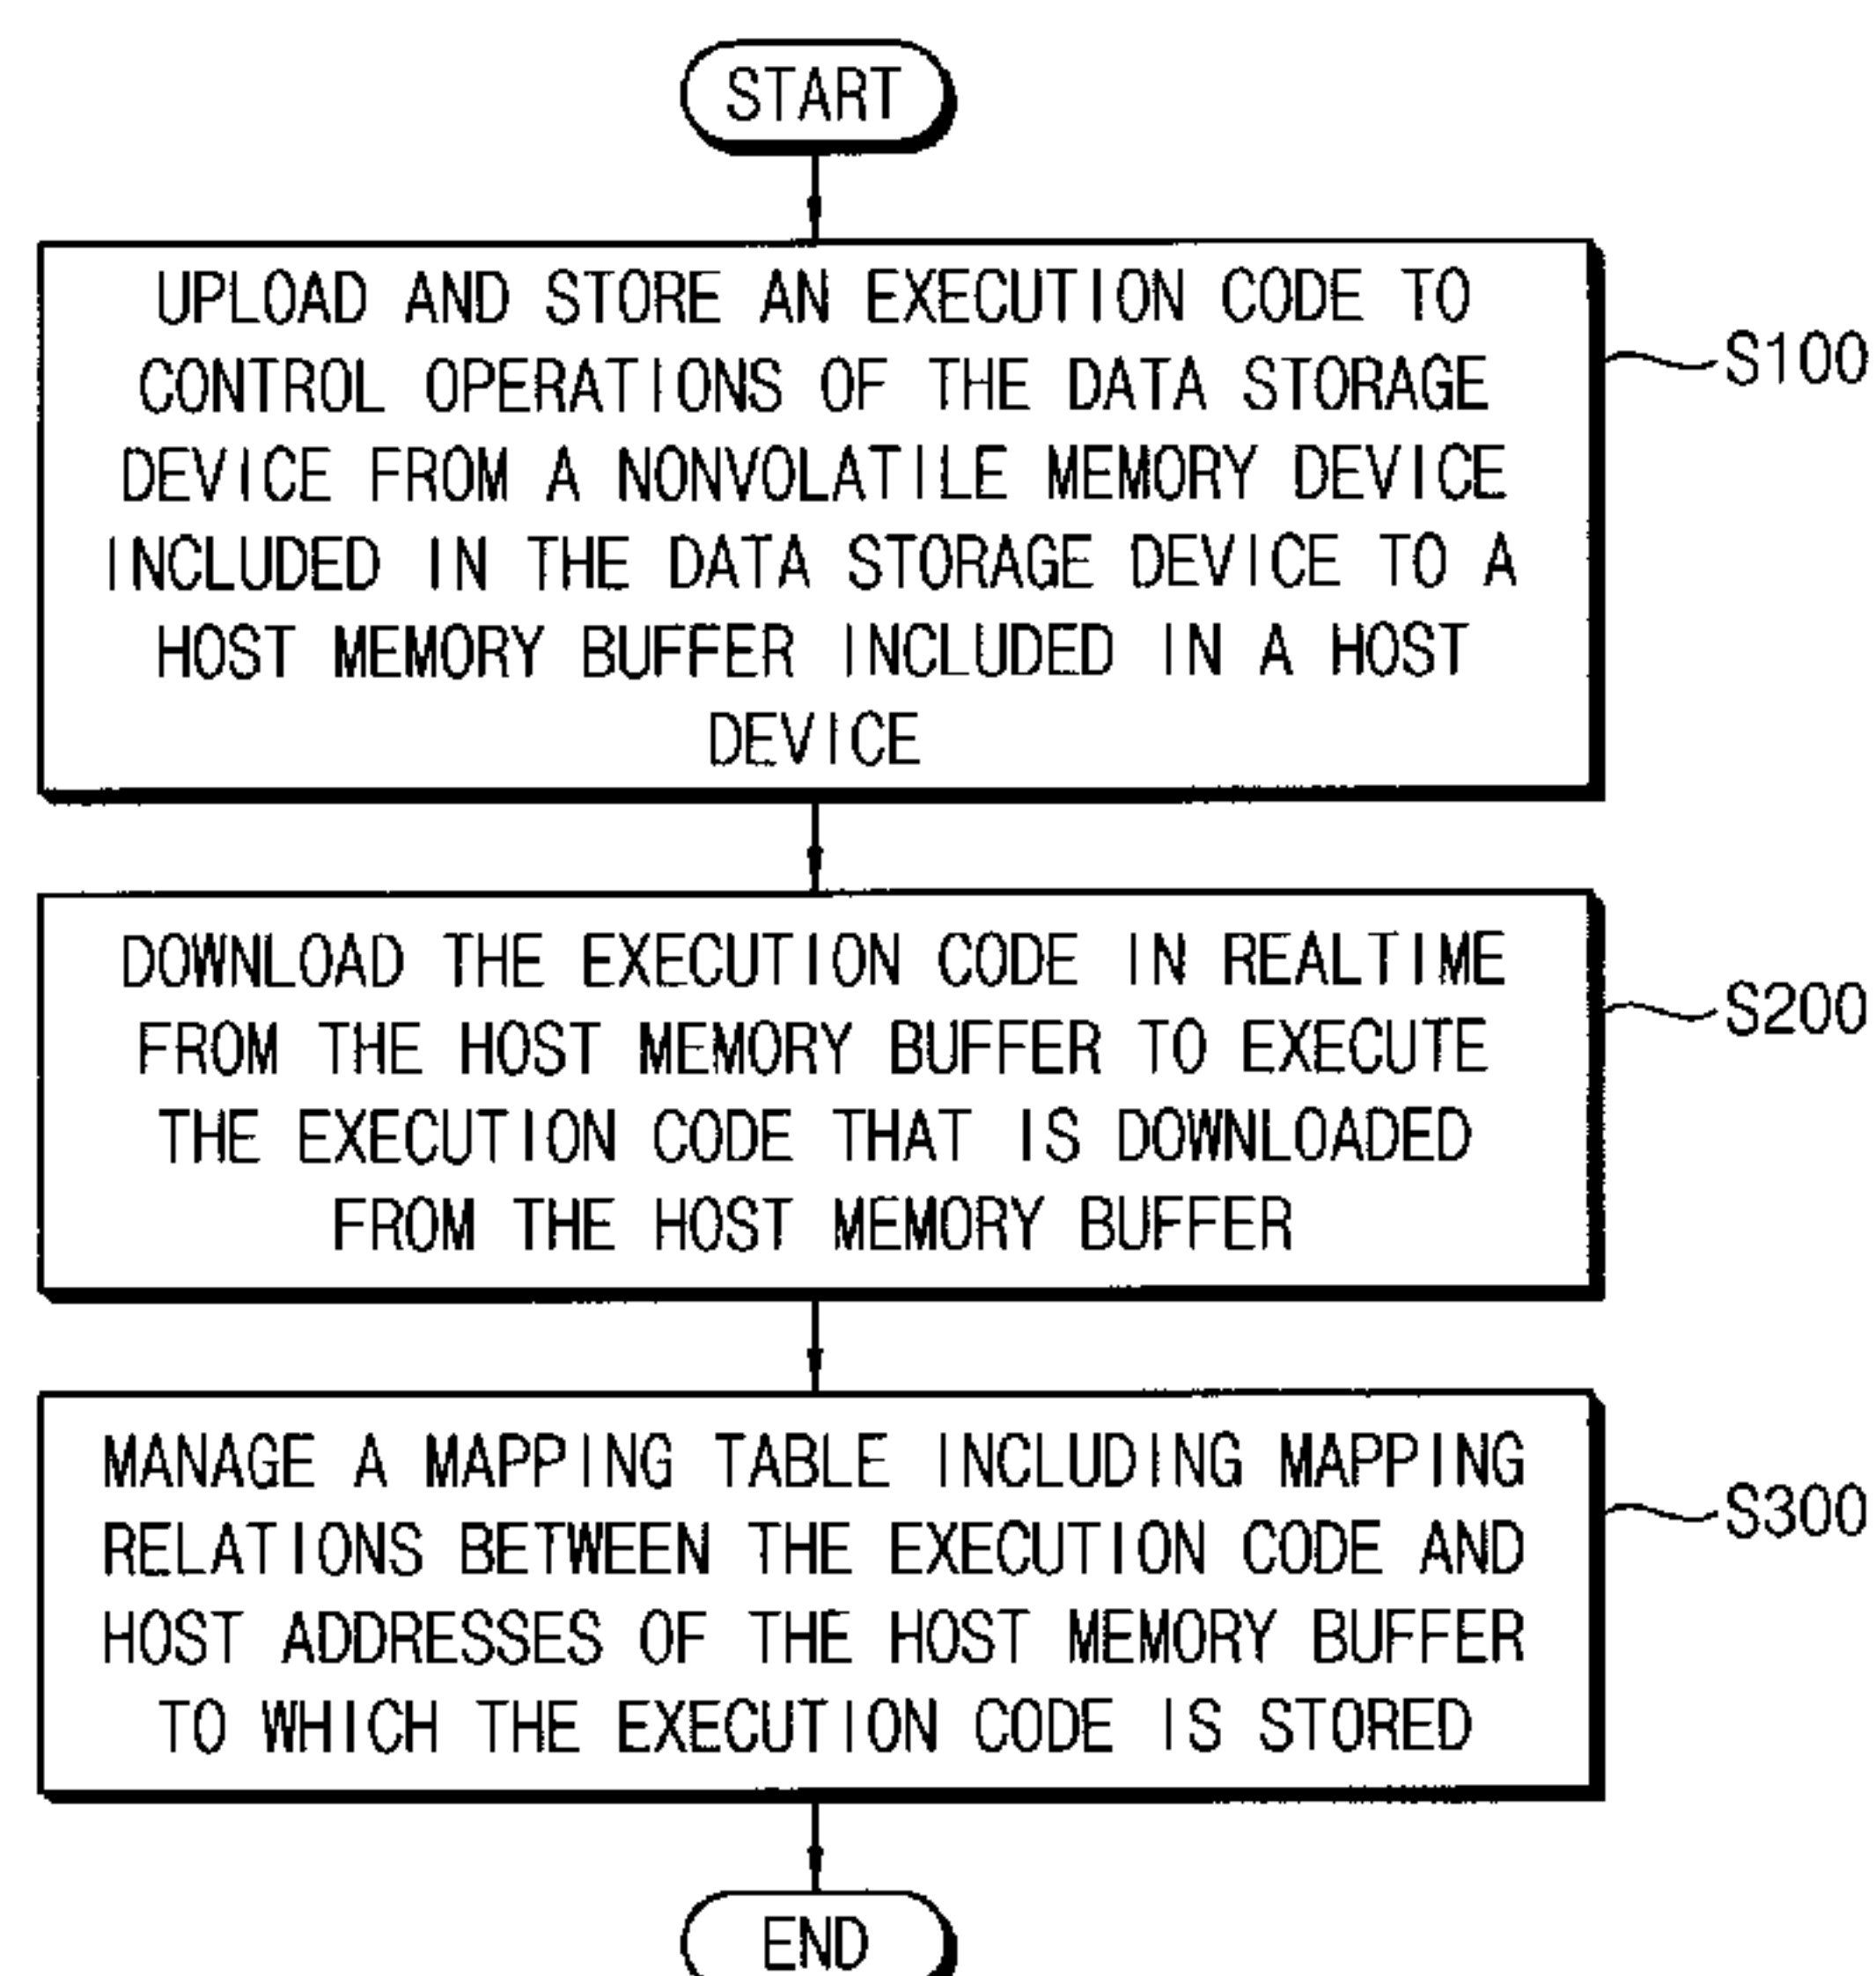 START
UPLOAD AND STORE AN EXECUTION CODE TO
CONTROL OPERATIONS OF THE DATA STORAGE
DEVICE FROM A NONVOLATILE MEMORY DEVICE
INCLUDED IN THE DATA STORAGE DEVICE TO A
HOST MEMORY BUFFER INCLUDED IN A HOST
DEVICE
S100
DOWNLOAD THE EXECUTION CODE IN REALTIME
FROM THE HOST MEMORY BUFFER TO EXECUTE
THE EXECUTION CODE THAT IS DOWNLOADED
FROM THE HOST MEMORY BUFFER
S200
MANAGE A MAPPING TABLE INCLUDING MAPPING
RELATIONS BETWEEN THE EXECUTION CODE AND
HOST ADDRESSES OF THE HOST MEMORY BUFFER
TO WHICH THE EXECUTION CODE IS STORED
S300
END